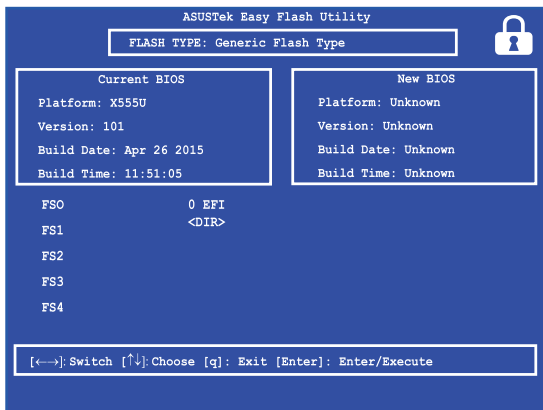 ASUSTek Easy Flash Utility
FLASH TYPE: Generic Flash Type
Current BIOS
Platform: X555U
Version: 101
Build Date: Apr 26 2015
Build Time: 11:51:05
New BIOS
Platform: Unknown
Version: Unknown
Build Date: Unknown
Build Time: Unknown
FSO 0 EFI
FS1 <DIR>
FS2
FS3
FS4
[←→]: Switch [↑↓]: Choose [q]: Exit [Enter]: Enter/Execute